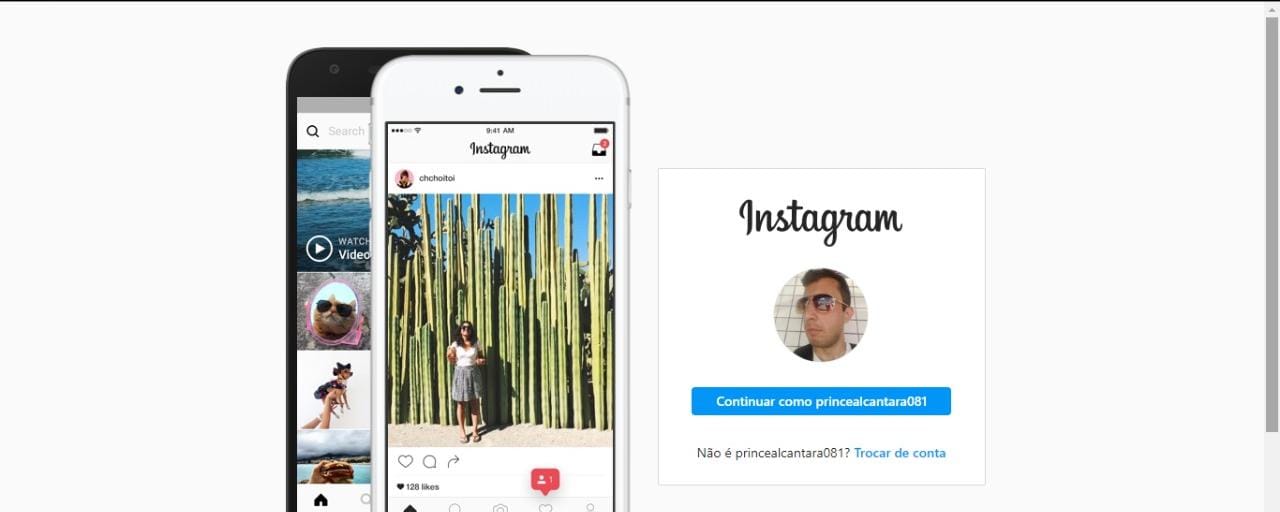 Search
WATCH
Video
9:41 AM
Instagram
2
chchoitoi
128 likes
1
Instagram
Continuar como princealcantara081
Não é princealcantara081? Trocar de conta